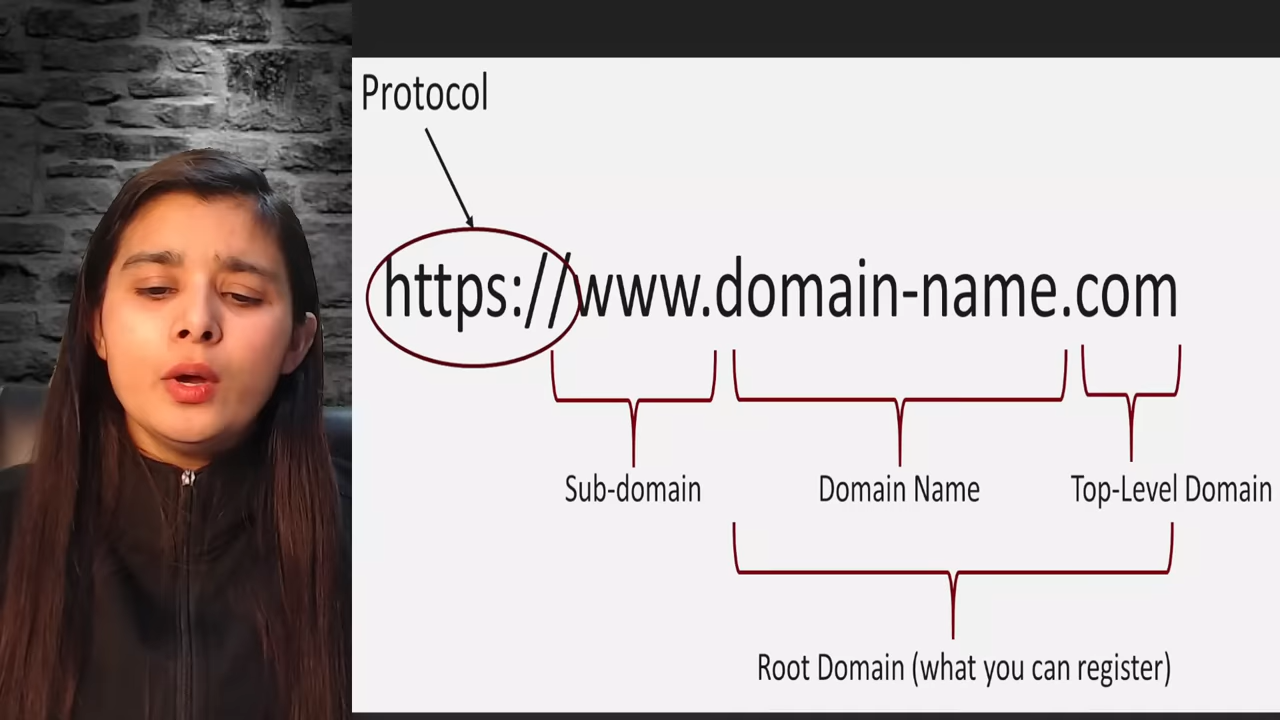 Protocol
https://www.domain-name.com
Sub-domain
Domain Name
Top-Level Domain
Root Domain (what you can register)